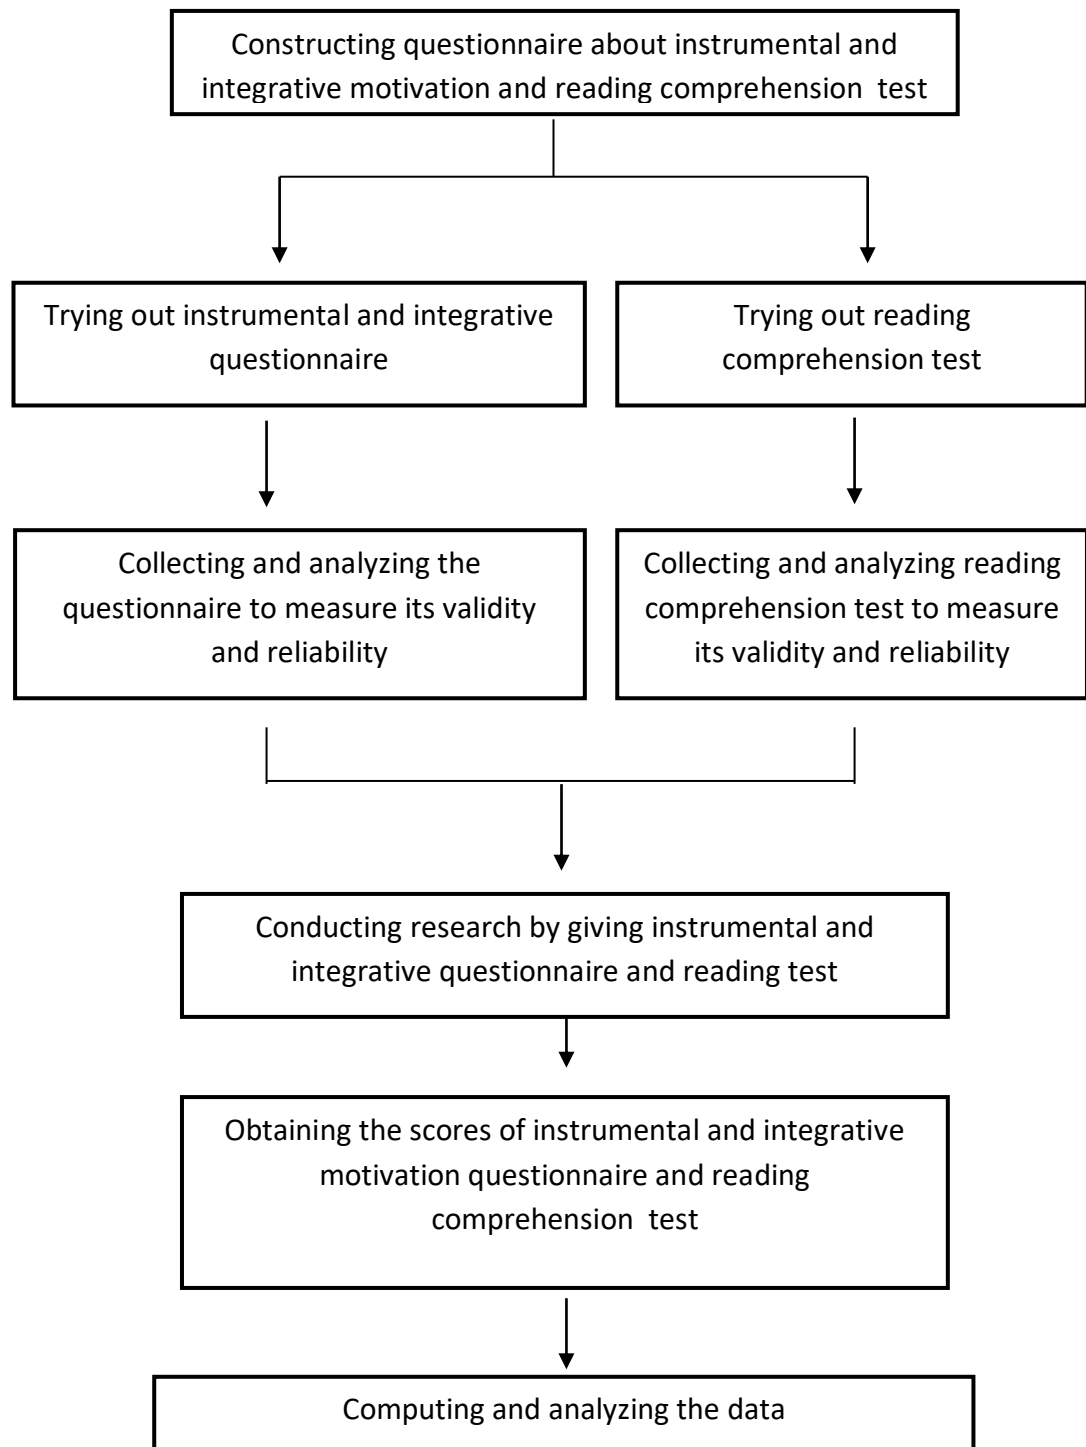 Constructing questionnaire about instrumental and
integrative motivation and reading comprehension test
Trying out instrumental and integrative
questionnaire
Trying out reading
comprehension test
Collecting and analyzing the
questionnaire to measure its validity
and reliability
Collecting and analyzing reading
comprehension test to measure
its validity and reliability
Conducting research by giving instrumental and
integrative questionnaire and reading test
Obtaining the scores of instrumental and integrative
motivation questionnaire and reading
comprehension test
Computing and analyzing the data